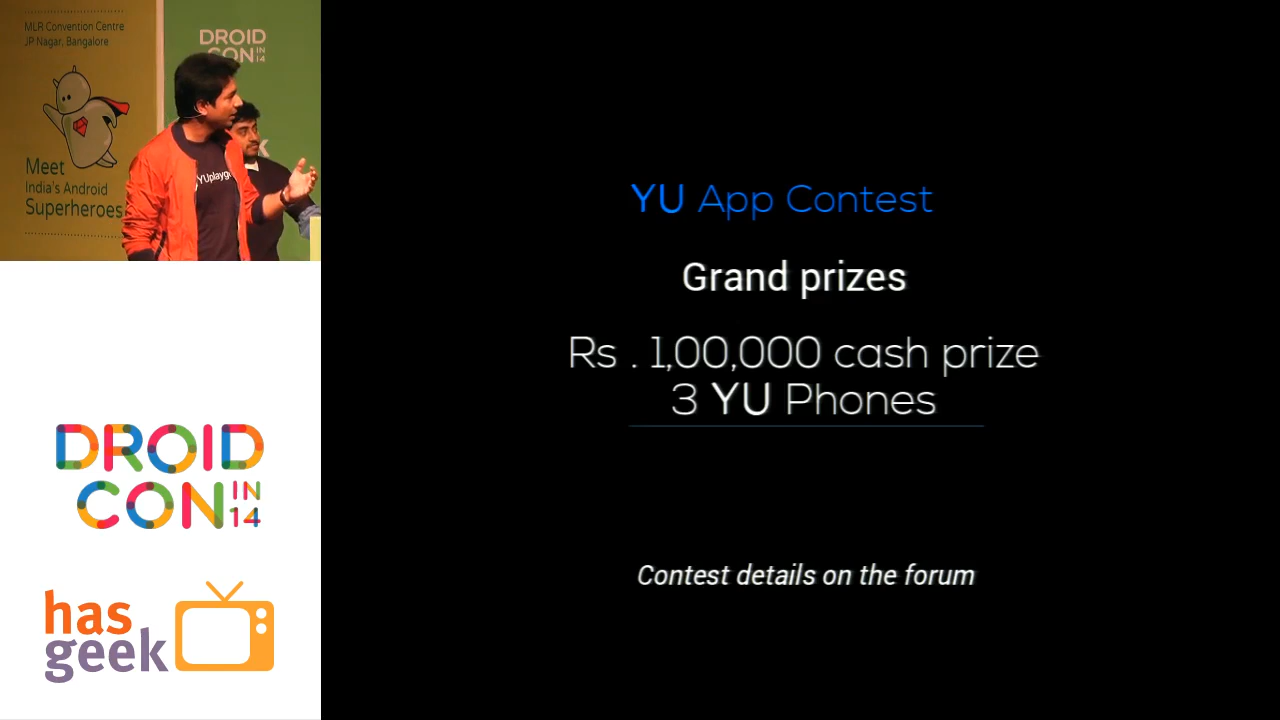 MLR Convention Centre
JP Nagar, Bangalore
DROID
CON IN 14
Meet
India's Android
Superheroes
YUplayg
YU App Contest
Grand prizes
Rs . 1,00,000 cash prize
3 YU Phones
Contest details on the forum
DROID
CON IN 14
has
geek